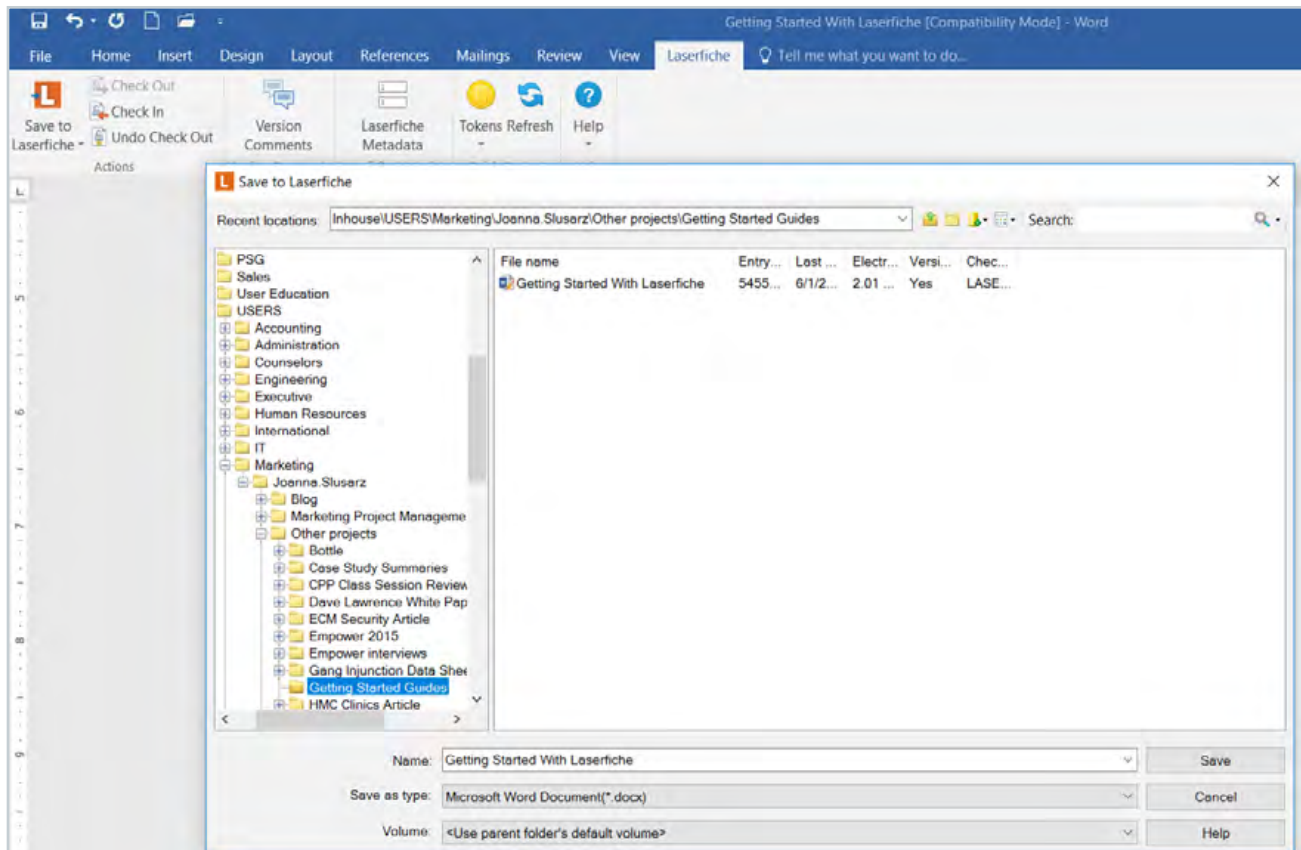 Getting Started With Laserfiche [Compatibility Mode] - Word
File Home Insert Design Layout References Mailings Review View Laserfiche Tell me what you want to do...
Check Out
Check In
Undo Check Out
Save to Laserfiche
Version Comments
Laserfiche Metadata
Tokens Refresh Help
Actions
L Save to Laserfiche
Recent locations: Inhouse\USERS\Marketing\Joanna.Slusarz\Other projects\Getting Started Guides Search:
PSG
Sales
User Education
USERS
Accounting
Administration
Counselors
Engineering
Executive
Human Resources
International
IT
Marketing
Joanna.Slusarz
Blog
Marketing Project Manageme
Other projects
Bottle
Case Study Summaries
CPP Class Session Review
Dave Lawrence White Pap
ECM Security Article
Empower 2015
Empower interviews
Gang Injunction Data Shee
Getting Started Guides
HMC Clinics Article
File name Entry... Last ... Electr... Versi... Chec...
Getting Started With Laserfiche 5455... 6/1/2... 2.01 ... Yes LASE...
Name: Getting Started With Laserfiche Save
Save as type: Microsoft Word Document(*.docx) Cancel
Volume: <Use parent folder's default volume> Help
5
6
7
8
9